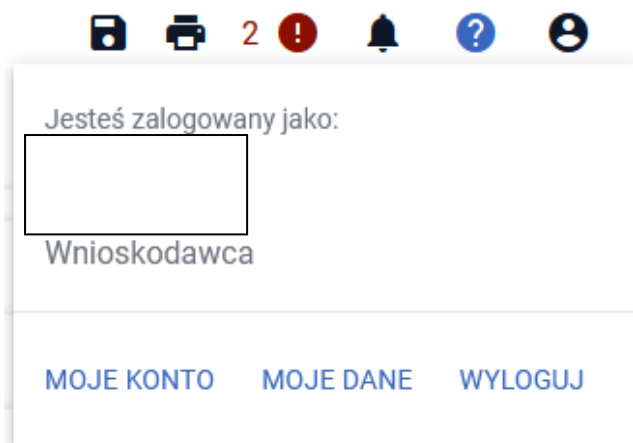 2
Jesteś zalogowany jako:
Wnioskodawca
MOJE KONTO MOJE DANE WYLOGUJ